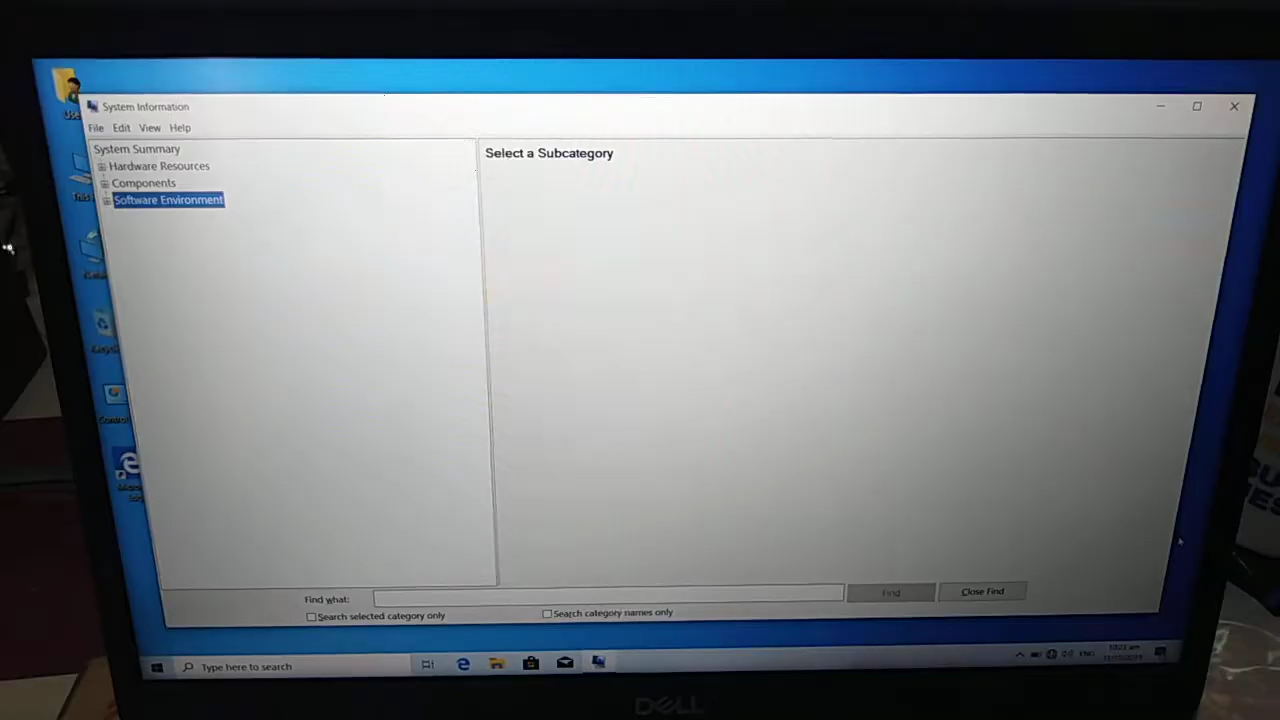 System Information
File Edit View Help
System Summary
Hardware Resources
Components
Software Environment
Select a Subcategory
Find what:
Find
Close Find
Search selected category only
Search category names only
Type here to search
ENG
DELL